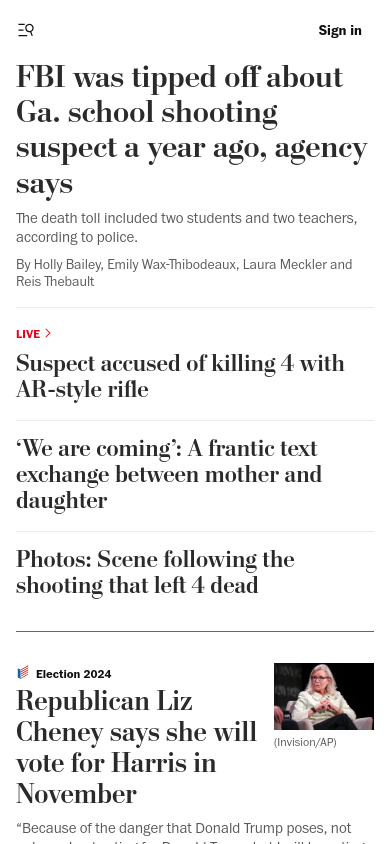 Sign in
FBI was tipped off about
Ga. school shooting
suspect a year ago, agency
says
The death toll included two students and two teachers,
according to police.
By Holly Bailey, Emily Wax-Thibodeaux, Laura Meckler and
Reis Thebault
LIVE
Suspect accused of killing 4 with
AR-style rifle
‘We are coming’: A frantic text
exchange between mother and
daughter
Photos: Scene following the
shooting that left 4 dead
Election 2024
Republican Liz
Cheney says she will
vote for Harris in
November
(Invision/AP)
“Because of the danger that Donald Trump poses, not